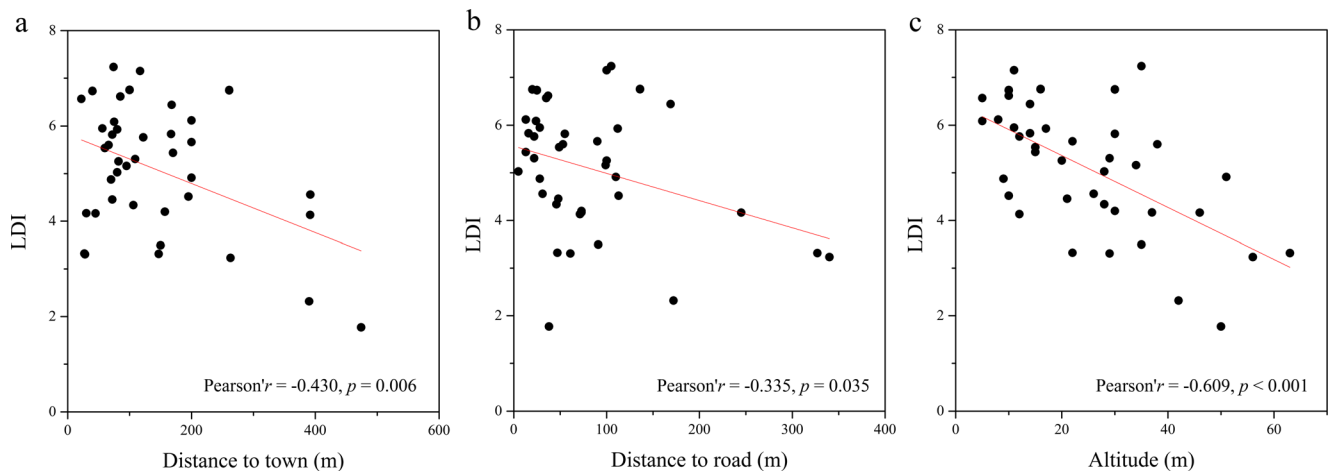 a
8
6
4
2
0
LDI
0 200 400 600
Distance to town (m)
Pearson'r = -0.430, p = 0.006
b
8
6
4
2
0
LDI
0 100 200 300 400
Distance to road (m)
Pearson'r = -0.335, p = 0.035
c
8
6
4
2
0
LDI
0 20 40 60
Altitude (m)
Pearson'r = -0.609, p < 0.001